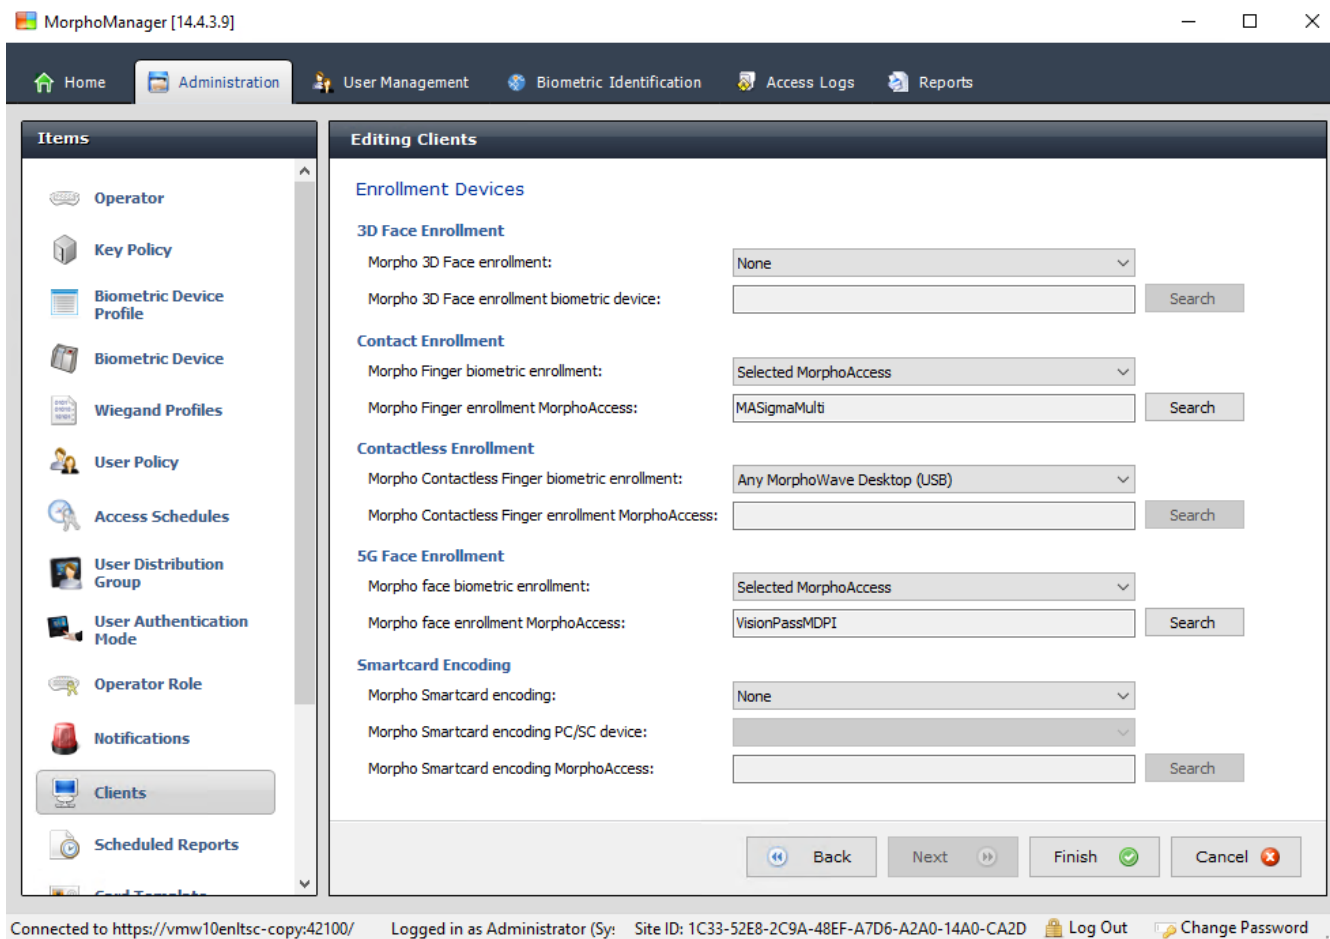 MorphoManager [14.4.3.9]
Home
Administration
User Management
Biometric Identification
Access Logs
Reports
Items
Operator
Key Policy
Biometric Device
Profile
Biometric Device
Wiegand Profiles
User Policy
Access Schedules
User Distribution
Group
User Authentication
Mode
Operator Role
Notifications
Clients
Scheduled Reports
Card Template
Editing Clients
Enrollment Devices
3D Face Enrollment
Morpho 3D Face enrollment: None
Morpho 3D Face enrollment biometric device: Search
Contact Enrollment
Morpho Finger biometric enrollment: Selected MorphoAccess
Morpho Finger enrollment MorphoAccess: MASigmaMulti Search
Contactless Enrollment
Morpho Contactless Finger biometric enrollment: Any MorphoWave Desktop (USB)
Morpho Contactless Finger enrollment MorphoAccess: Search
5G Face Enrollment
Morpho face biometric enrollment: Selected MorphoAccess
Morpho face enrollment MorphoAccess: VisionPassMDPI Search
Smartcard Encoding
Morpho Smartcard encoding: None
Morpho Smartcard encoding PC/SC device:
Morpho Smartcard encoding MorphoAccess: Search
Back Next Finish Cancel
Connected to https://vmw10enltsc-copy:42100/ Logged in as Administrator (Sy: Site ID: 1C33-52E8-2C9A-48EF-A7D6-A2A0-14A0-CA2D Log Out Change Password